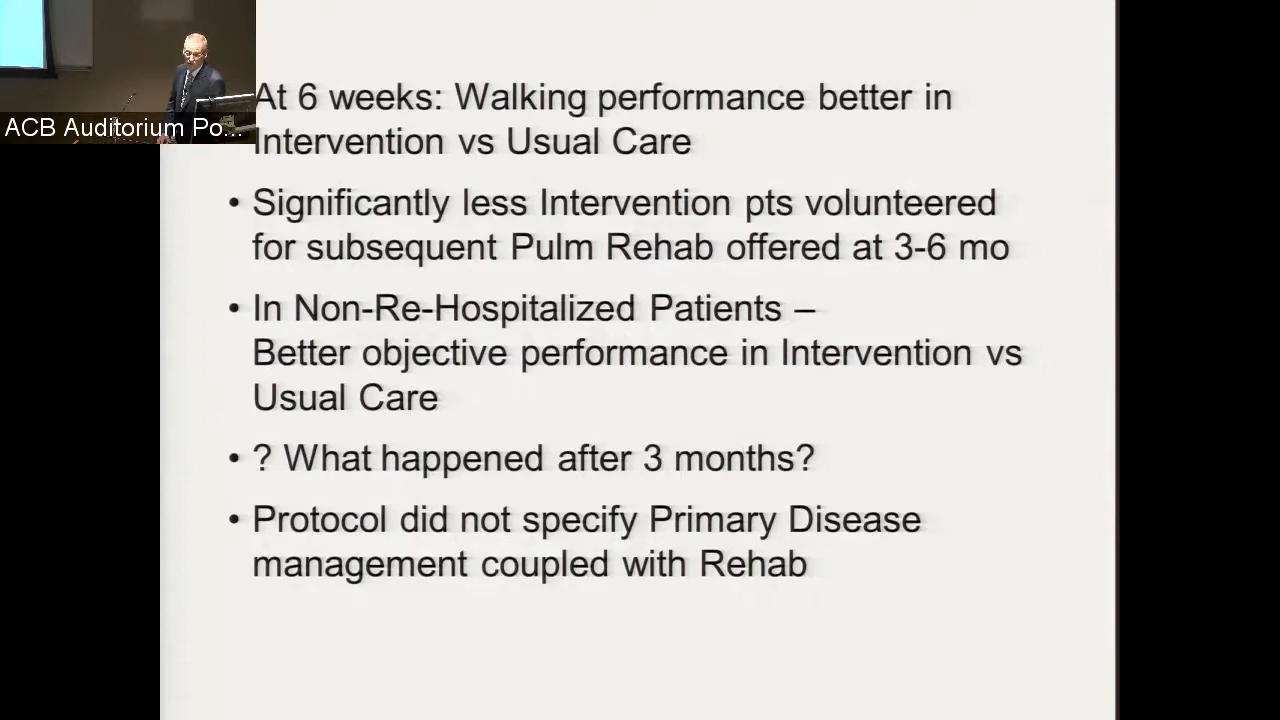 ACB Auditorium Po...
At 6 weeks: Walking performance better in
Intervention vs Usual Care
• Significantly less Intervention pts volunteered
for subsequent Pulm Rehab offered at 3-6 mo
• In Non-Re-Hospitalized Patients –
Better objective performance in Intervention vs
Usual Care
• ? What happened after 3 months?
• Protocol did not specify Primary Disease
management coupled with Rehab